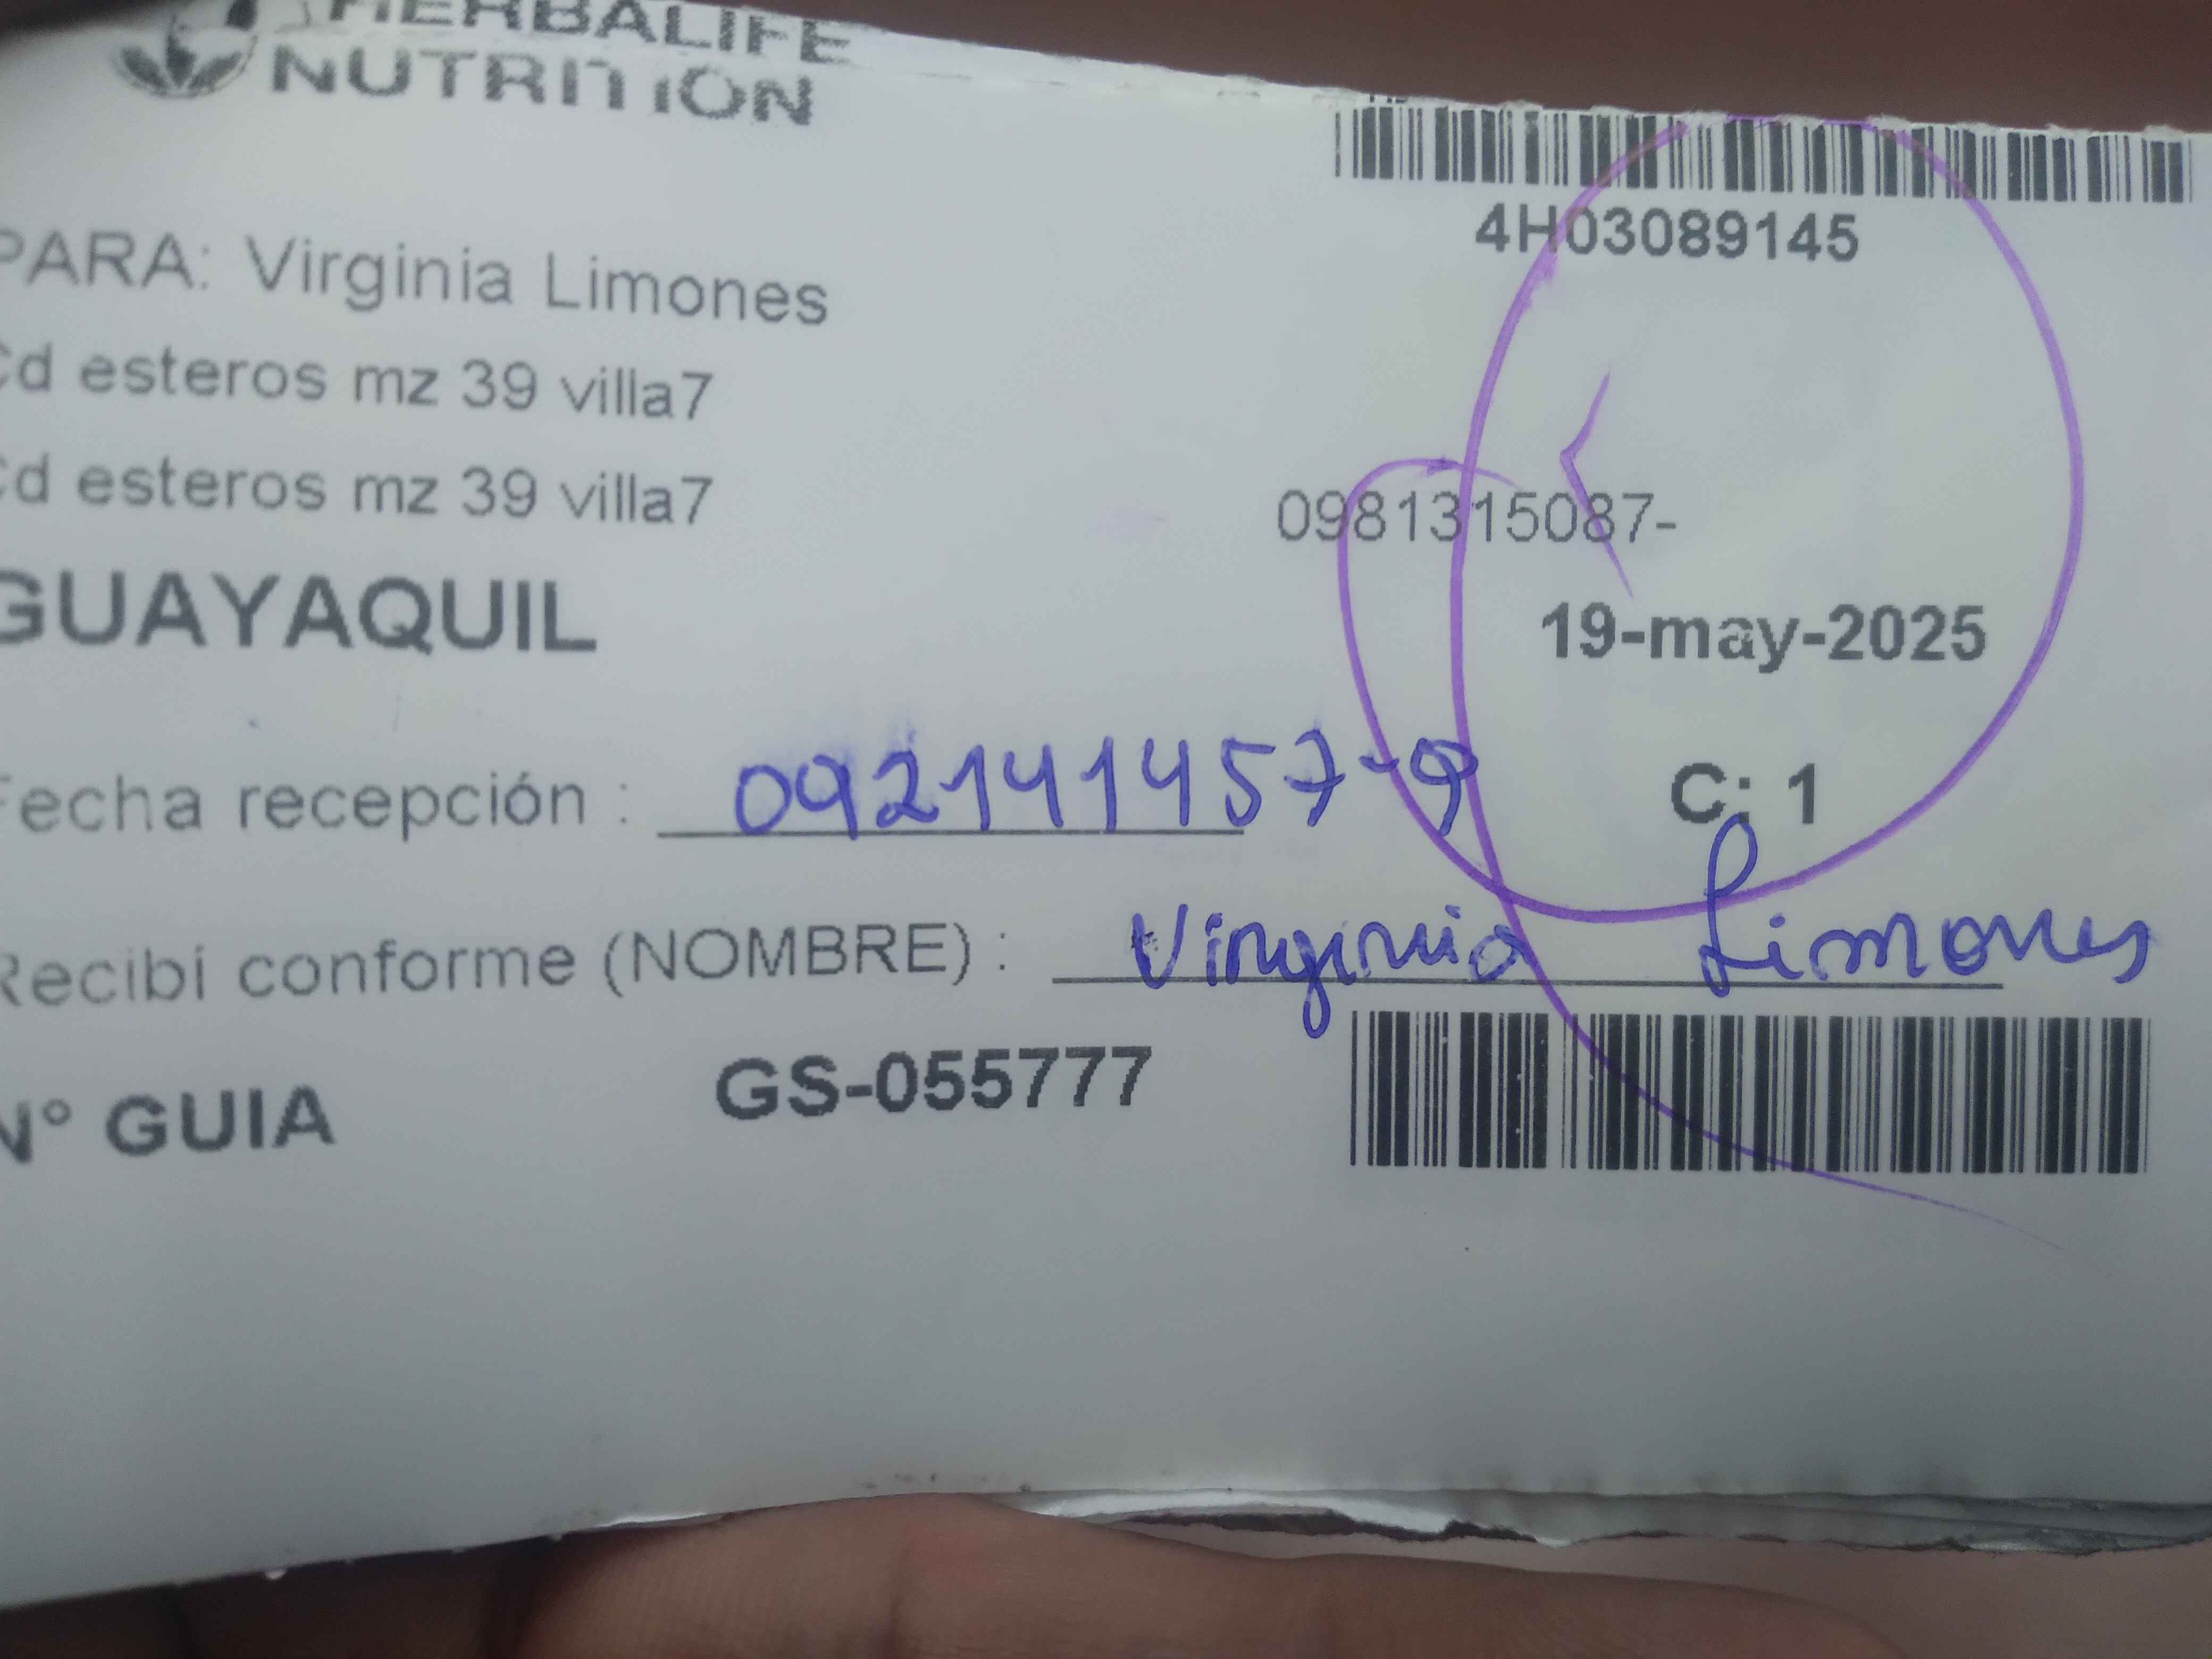 HERBALIFE
NUTRITION
4H03089145
PARA: Virginia Limones
Cd esteros mz 39 villa7
Cd esteros mz 39 villa7
0981315087-
GUAYAQUIL
19-may-2025
Fecha recepción : 092141457-9
C: 1
Recibí conforme (NOMBRE) : Virginia Limones
N° GUIA GS-055777